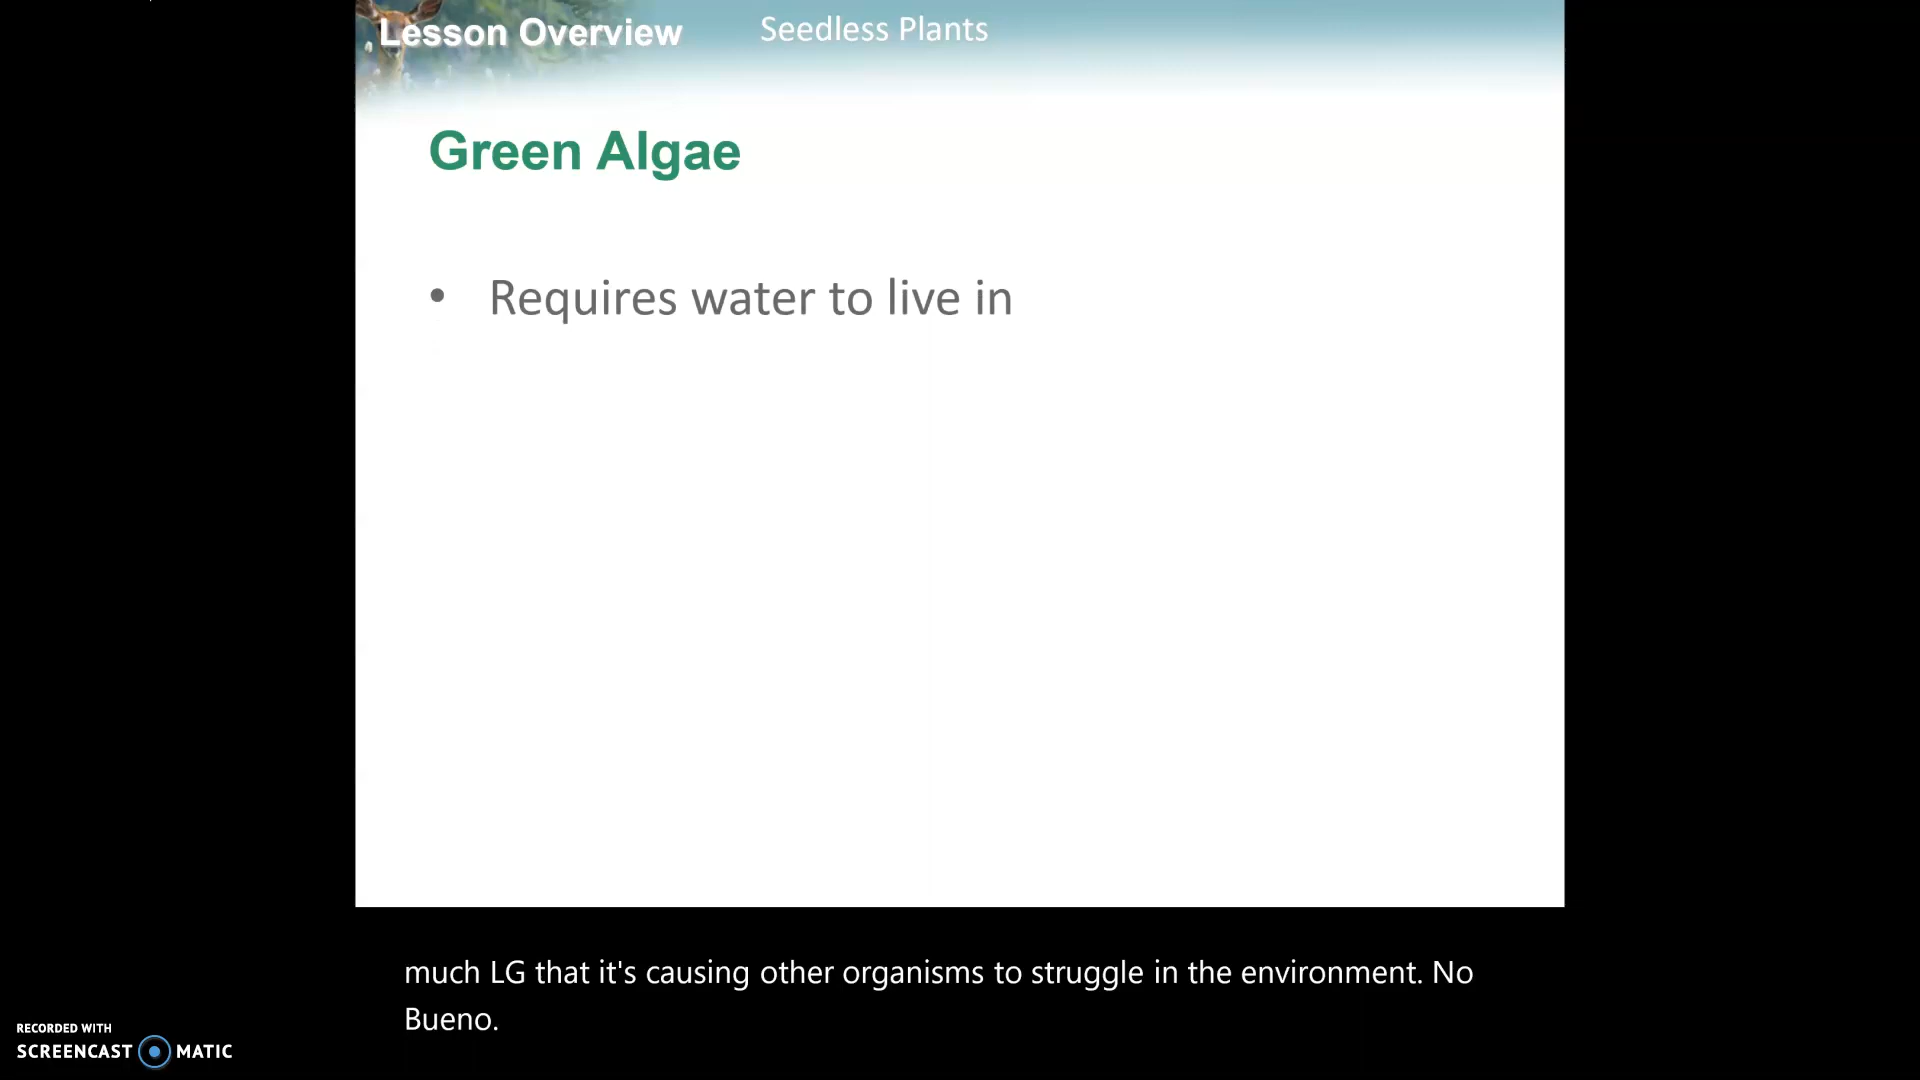 Lesson Overview Seedless Plants
Green Algae
• Requires water to live in
much LG that it's causing other organisms to struggle in the environment. No
Bueno.
RECORDED WITH
SCREENCAST MATIC